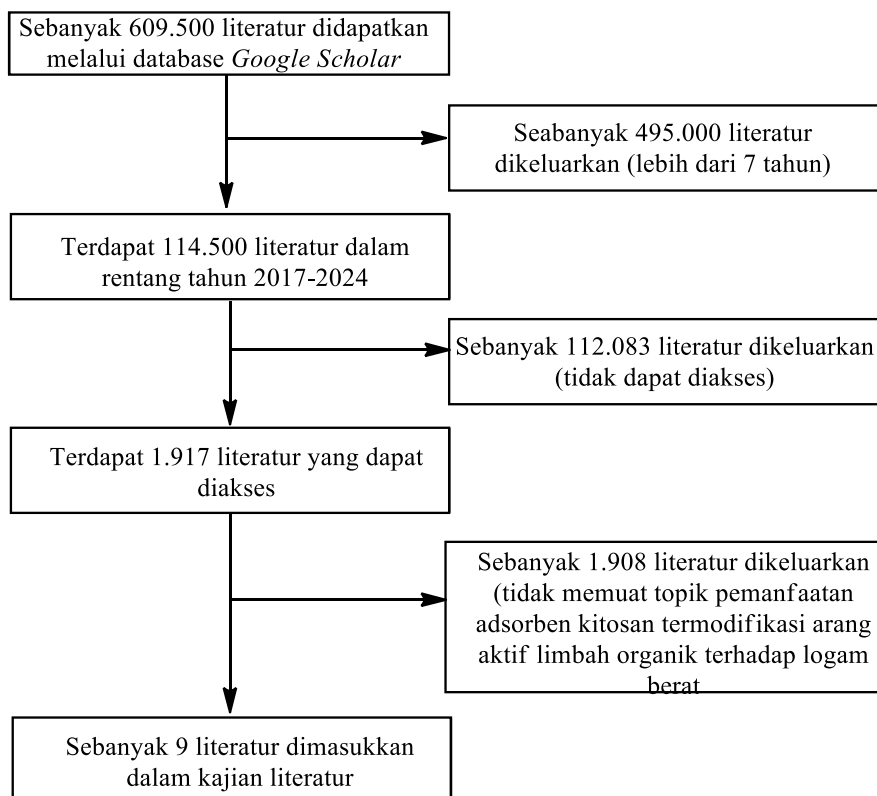 Sebanyak 609.500 literatur didapatkan
melalui database Google Scholar
Seabanyak 495.000 literatur
dikeluarkan (lebih dari 7 tahun)
Terdapat 114.500 literatur dalam
rentang tahun 2017-2024
Sebanyak 112.083 literatur dikeluarkan
(tidak dapat diakses)
Terdapat 1.917 literatur yang dapat
diakses
Sebanyak 1.908 literatur dikeluarkan
(tidak memuat topik pemanfaatan
adsorben kitosan termodifikasi arang
aktif limbah organik terhadap logam
berat
Sebanyak 9 literatur dimasukkan
dalam kajian literatur